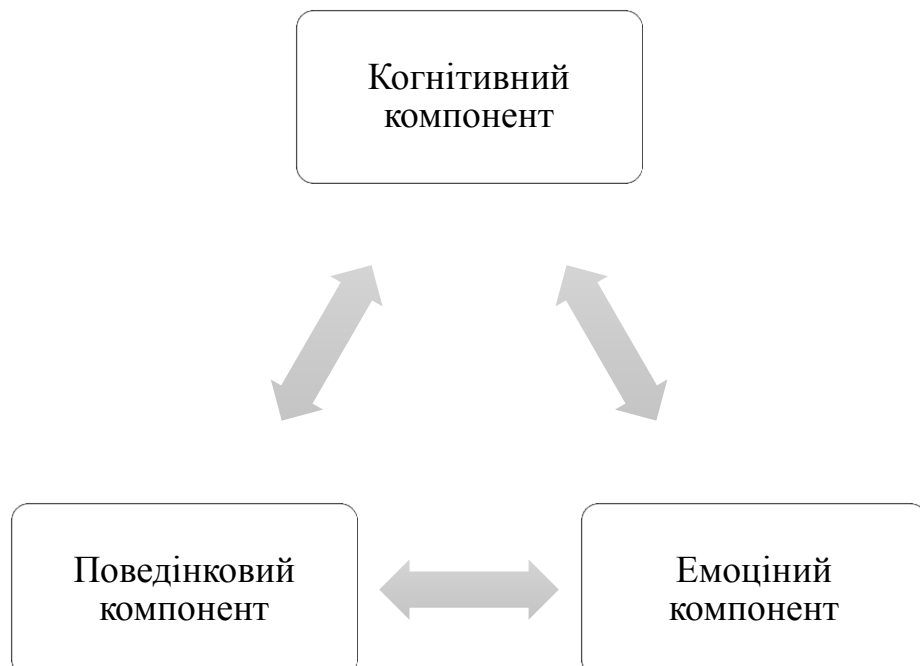 Когнітивний
компонент
Поведінковий
компонент
Емоціний
компонент